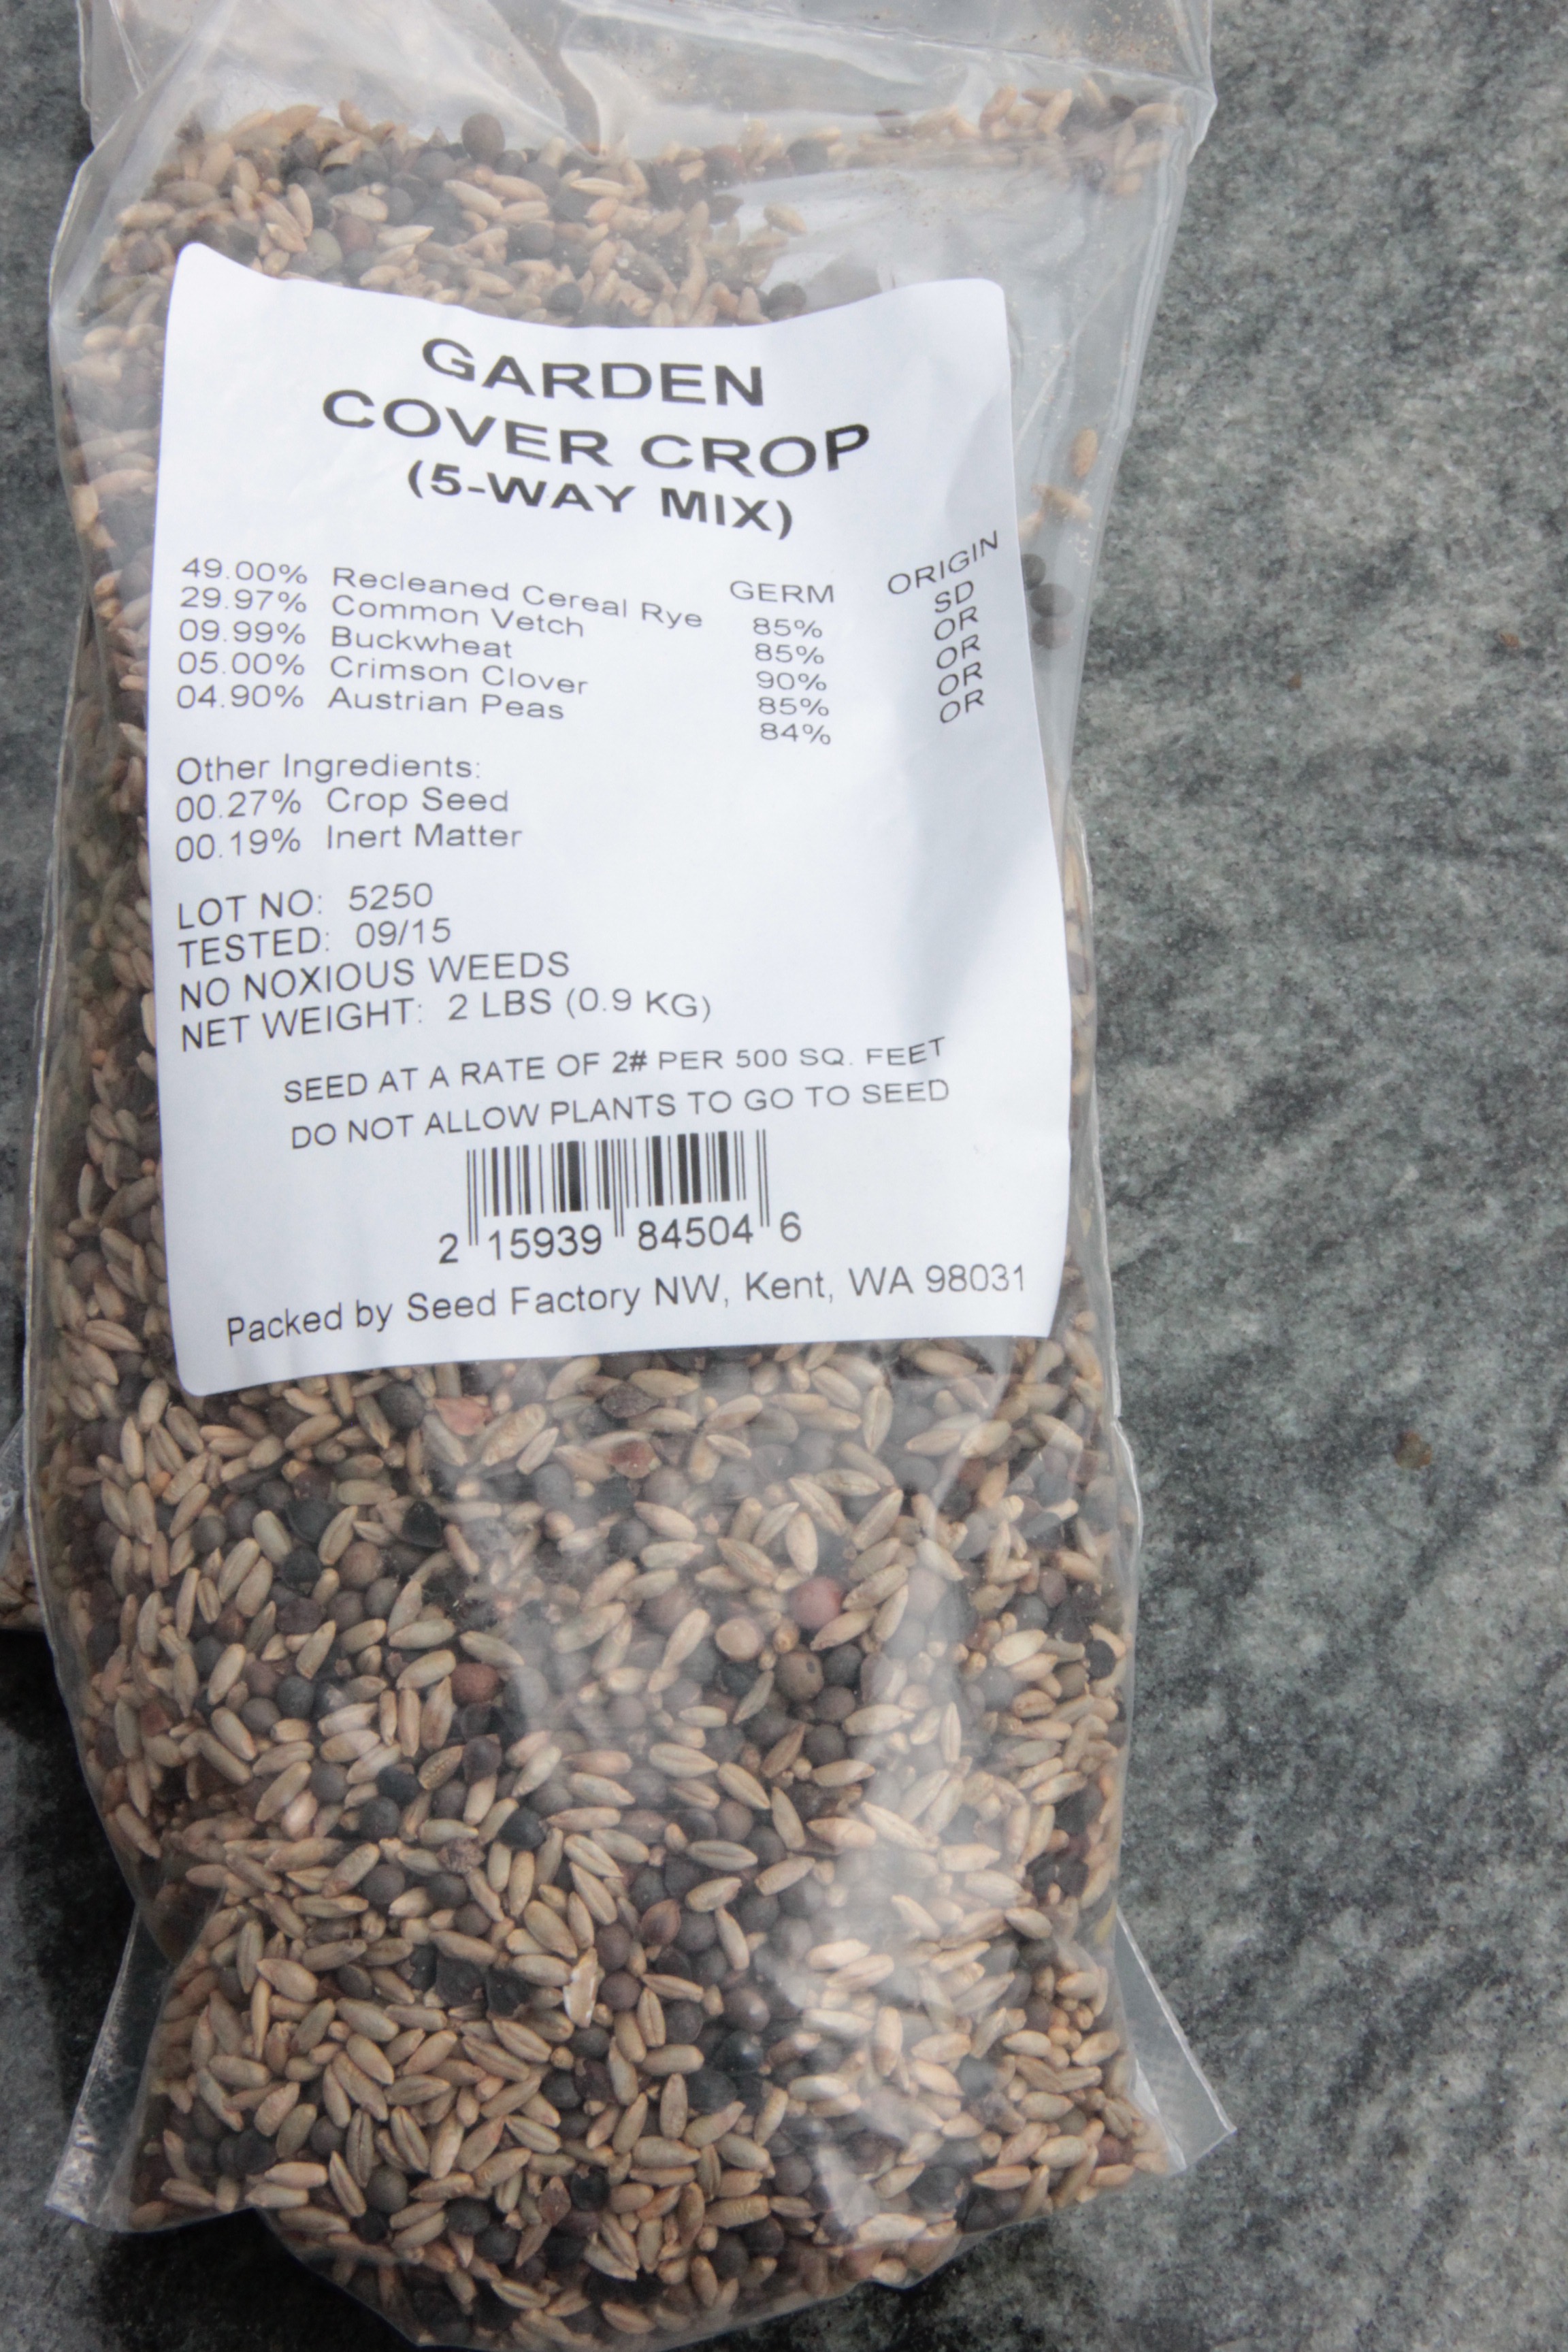 GARDEN
COVER CROP
(5-WAY MIX)
GERM ORIGIN
49.00% Recleaned Cereal Rye 85% SD
29.97% Common Vetch 85% OR
09.99% Buckwheat 90% OR
05.00% Crimson Clover 85% OR
04.90% Austrian Peas 84% OR
Other Ingredients:
00.27% Crop Seed
00.19% Inert Matter
LOT NO: 5250
TESTED: 09/15
NO NOXIOUS WEEDS
NET WEIGHT: 2 LBS (0.9 KG)
SEED AT A RATE OF 2# PER 500 SQ. FEET
DO NOT ALLOW PLANTS TO GO TO SEED
2 15939 84504 6
Packed by Seed Factory NW, Kent, WA 98031